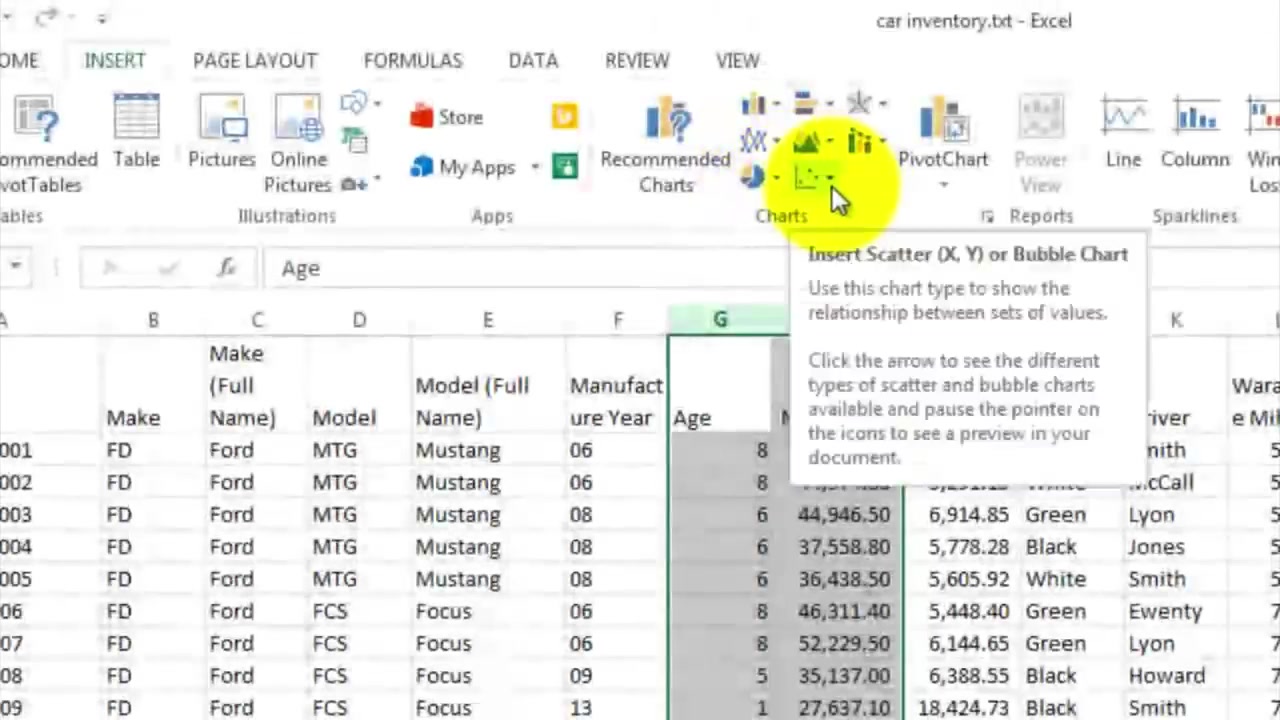 car inventory.txt - Excel
OME INSERT PAGE LAYOUT FORMULAS DATA REVIEW VIEW
ommended
votTables
Table
Pictures
Online
Pictures
Store
My Apps
Recommended
Charts
PivotChart
Power
View
Line
Column
Win
Los
ables Illustrations Apps Charts Reports Sparklines
fx Age
Insert Scatter (X, Y) or Bubble Chart
Use this chart type to show the
relationship between sets of values.
Click the arrow to see the different
types of scatter and bubble charts
available and pause the pointer on
the icons to see a preview in your
document.
A B C D E F G K
Make
(Full
Name)
Make
Model
Model (Full
Name)
Manufact
ure Year
Age
river
Wara
e Mil
001 FD Ford MTG Mustang 06 8 mith 5
002 FD Ford MTG Mustang 06 8 McCall 5
003 FD Ford MTG Mustang 08 6 44,946.50 6,914.85 Green Lyon 5
004 FD Ford MTG Mustang 08 6 37,558.80 5,778.28 Black Jones 5
005 FD Ford MTG Mustang 08 6 36,438.50 5,605.92 White Smith 5
06 FD Ford FCS Focus 06 8 46,311.40 5,448.40 Green Ewenty 7
07 FD Ford FCS Focus 06 8 52,229.50 6,144.65 Green Lyon 7
08 FD Ford FCS Focus 09 5 35,137.00 6,388.55 Black Howard 7
09 FD Ford FCS Focus 13 1 27,637.10 18,424.73 Black Smith 7